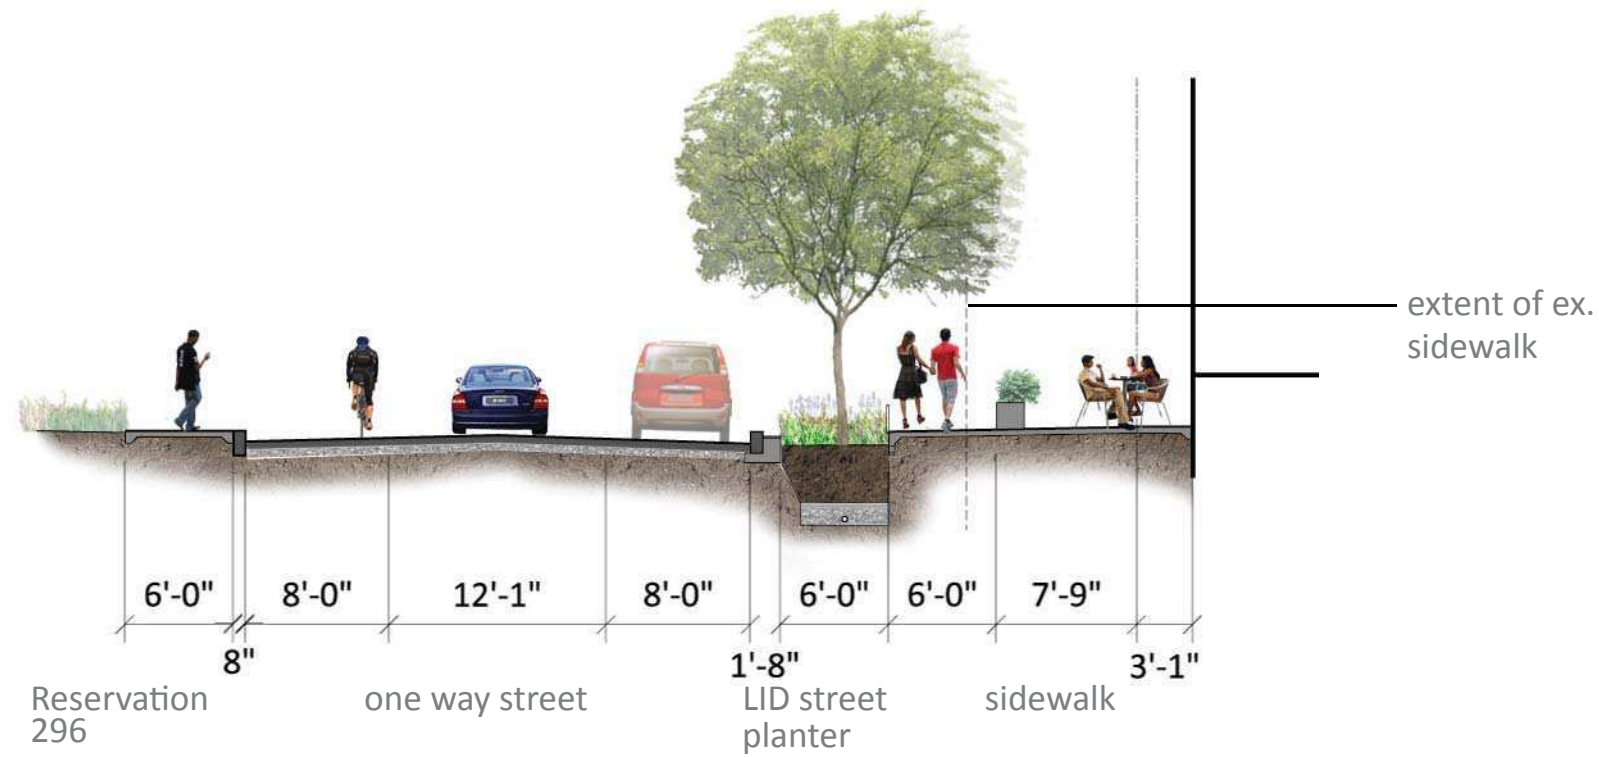 extent of ex.
sidewalk
6'-0" 8'-0" 12'-1" 8'-0" 6'-0" 6'-0" 7'-9"
8" 1'-8" 3'-1"
Reservation
296
one way street
LID street
planter
sidewalk